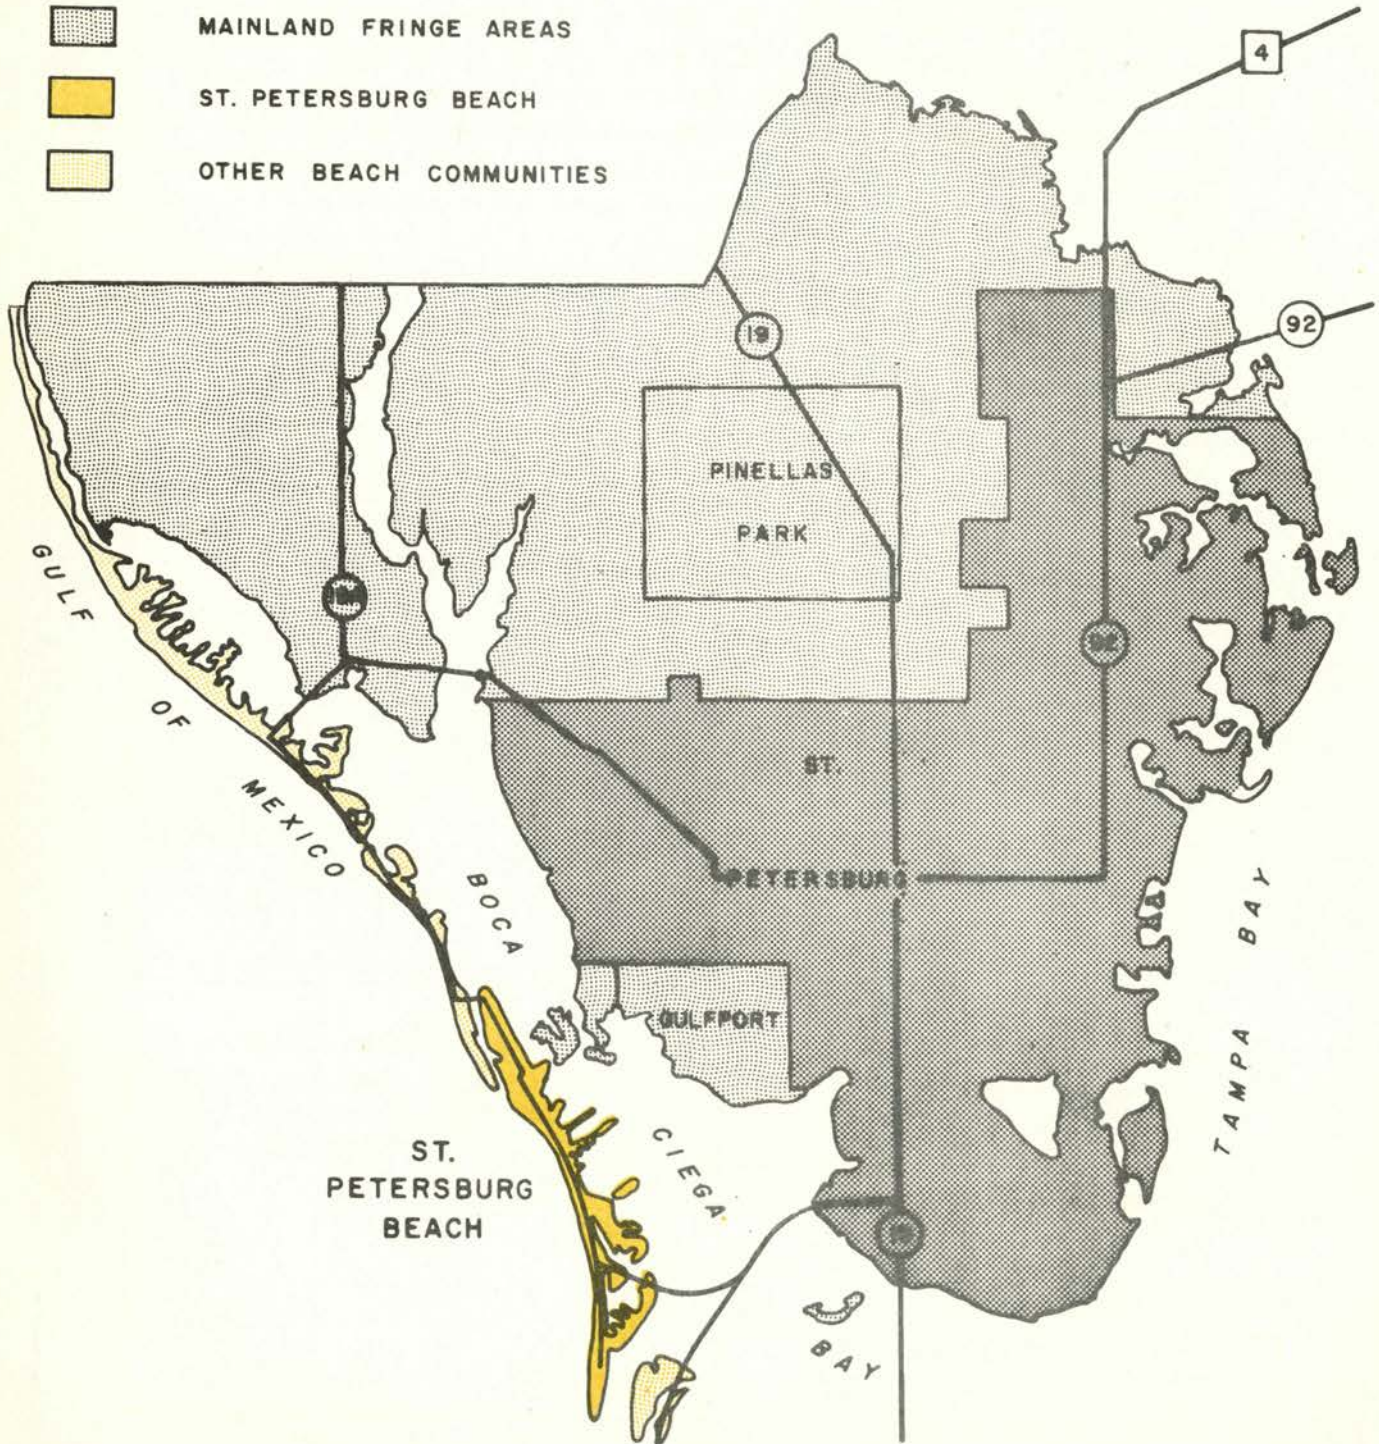 MAINLAND FRINGE AREAS
ST. PETERSBURG BEACH
OTHER BEACH COMMUNITIES
4
19
92
PINELLAS
PARK
GULF
OF
MEXICO
92
ST.
PETERSBURG
BOCA
CIEGA
BAY
GULFPORT
TAMPA BAY
ST.
PETERSBURG
BEACH